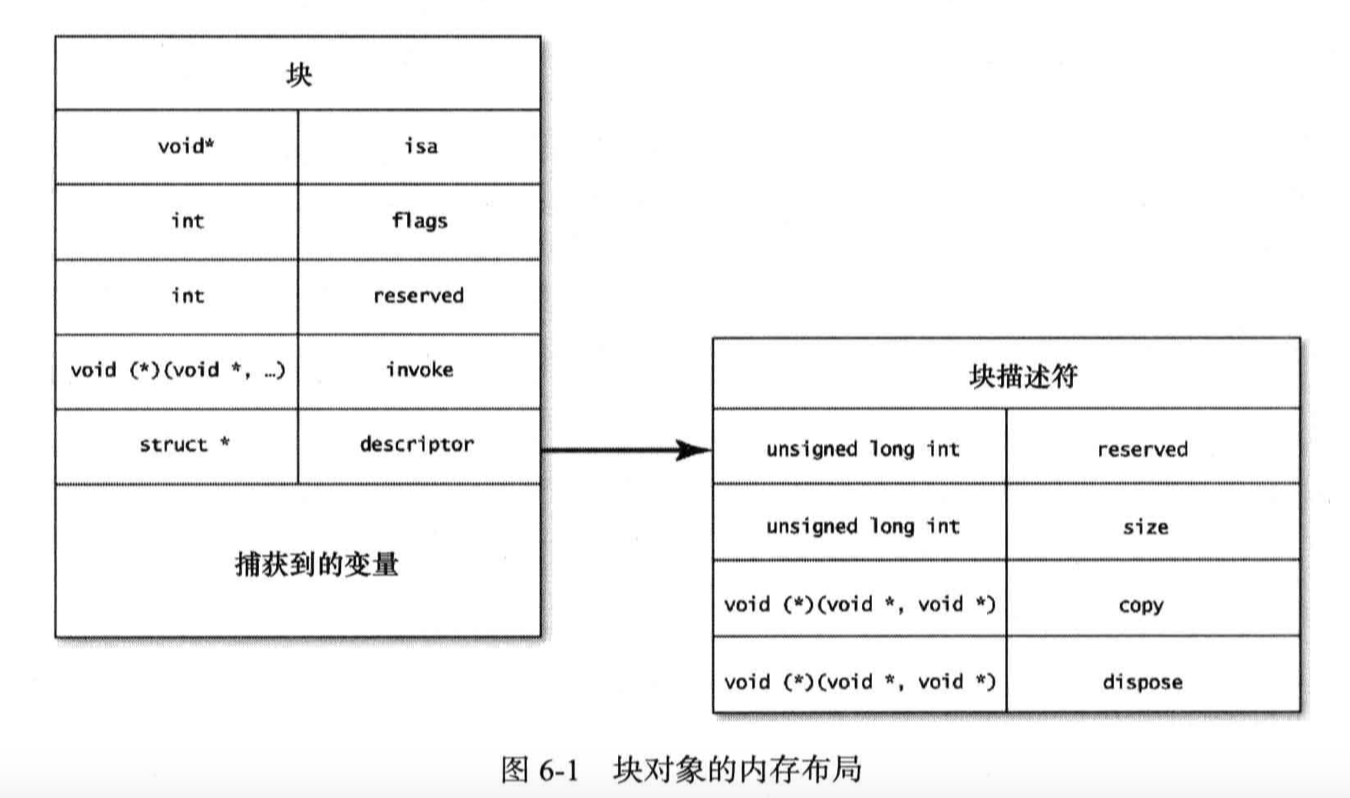 块
void* isa
int flags
int reserved
void (*)(void *, …) invoke
struct * descriptor
捕获到的变量
块描述符
unsigned long int reserved
unsigned long int size
void (*)(void *, void *) copy
void (*)(void *, void *) dispose
图 6-1 块对象的内存布局